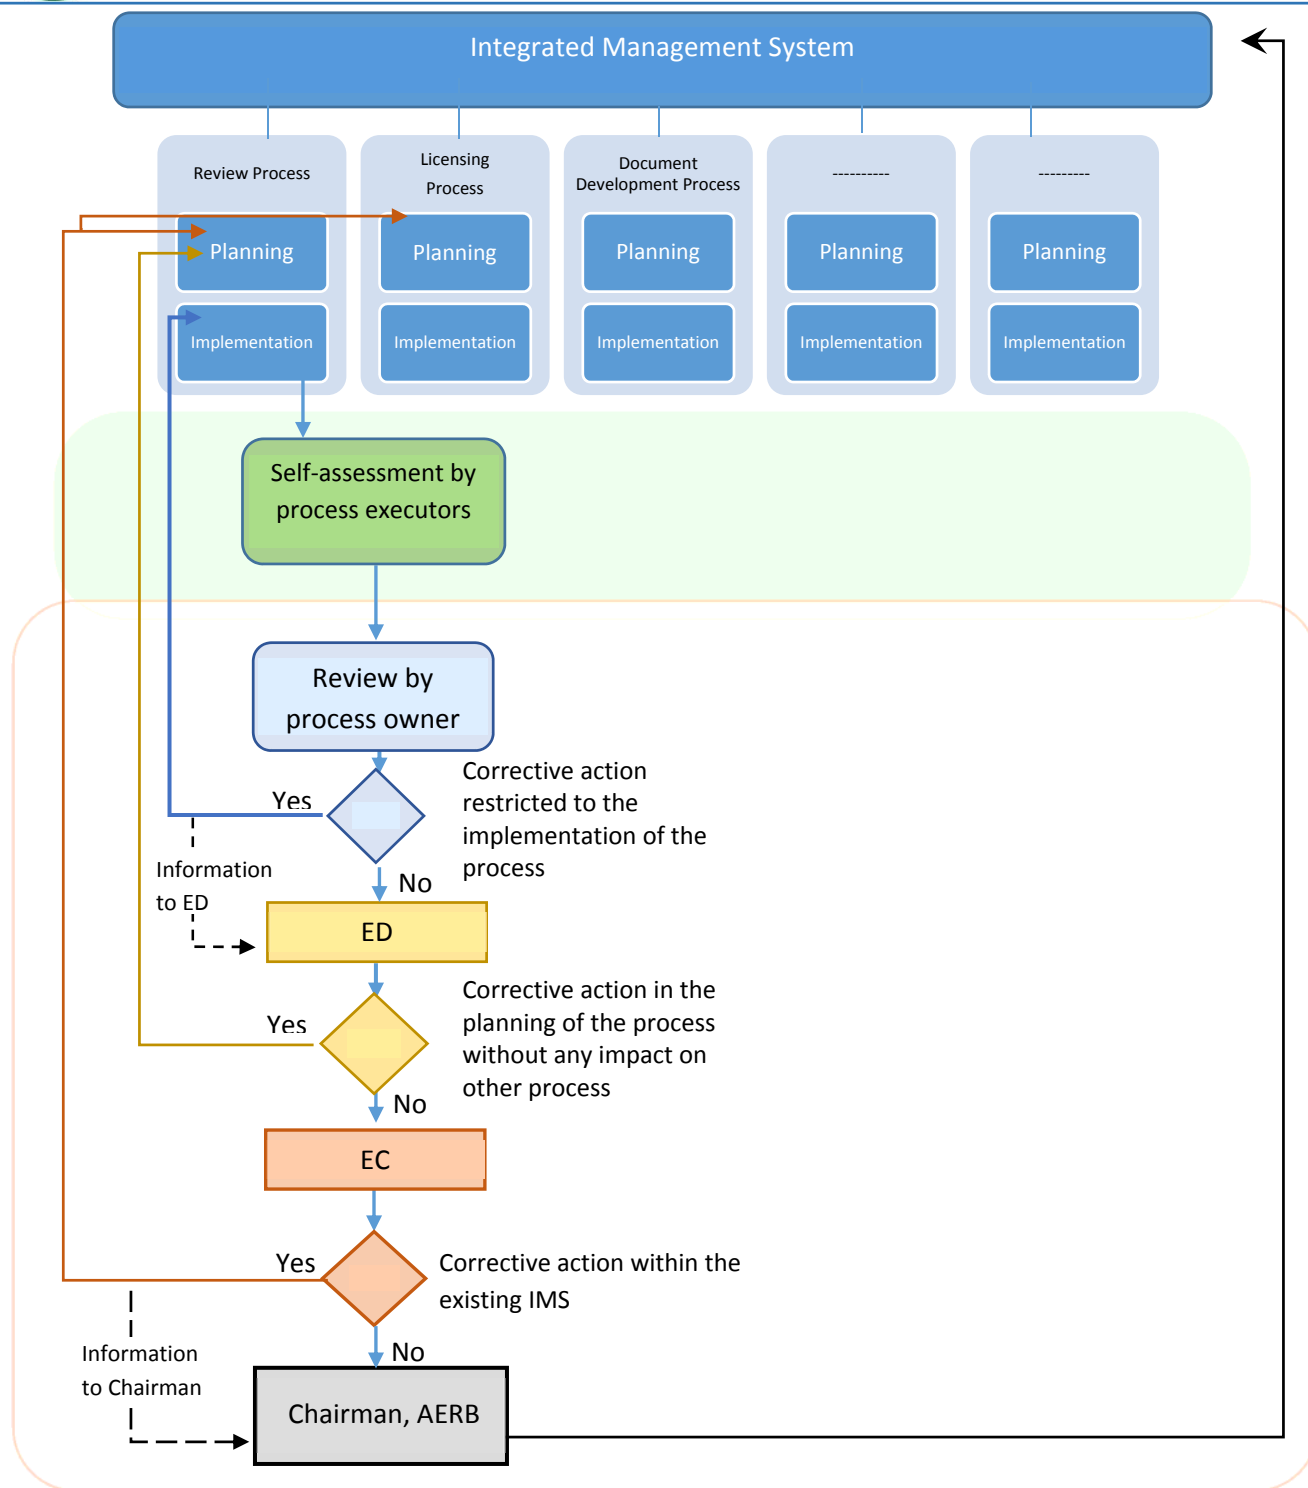 Integrated Management System
Review Process
Licensing
Process
Document
Development Process
----------
---------
Planning
Planning
Planning
Planning
Planning
Implementation
Implementation
Implementation
Implementation
Implementation
Self-assessment by
process executors
Review by
process owner
Corrective action
restricted to the
implementation of the
process
Yes
Information
to ED
No
ED
Corrective action in the
planning of the process
without any impact on
other process
Yes
No
EC
Yes
Corrective action within the
existing IMS
No
Information
to Chairman
Chairman, AERB